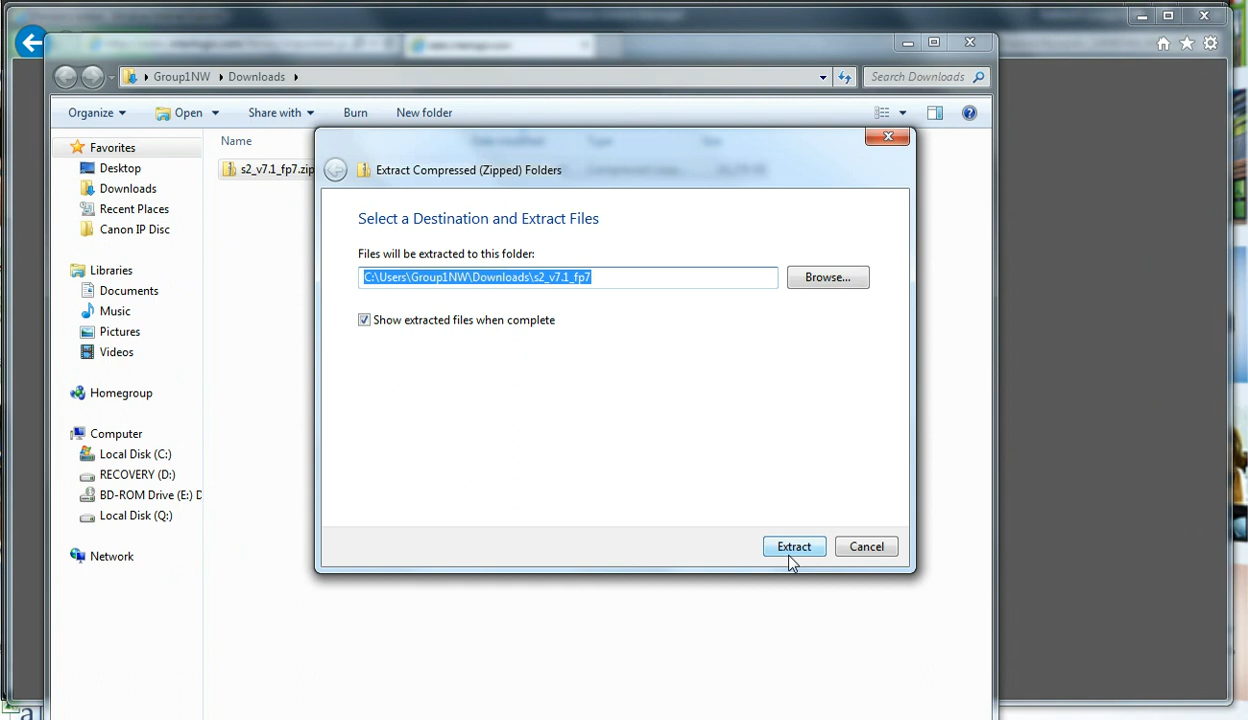 Group1NW Downloads
Search Downloads
Organize Open Share with Burn New folder
Name
s2_v7.1_fp7.zip
Favorites
Desktop
Downloads
Recent Places
Canon IP Disc
Libraries
Documents
Music
Pictures
Videos
Homegroup
Computer
Local Disk (C:)
RECOVERY (D:)
BD-ROM Drive (E:) D
Local Disk (Q:)
Network
Extract Compressed (Zipped) Folders
Select a Destination and Extract Files
Files will be extracted to this folder:
C:\Users\Group1NW\Downloads\s2_v7.1_fp7
Browse...
Show extracted files when complete
Extract Cancel